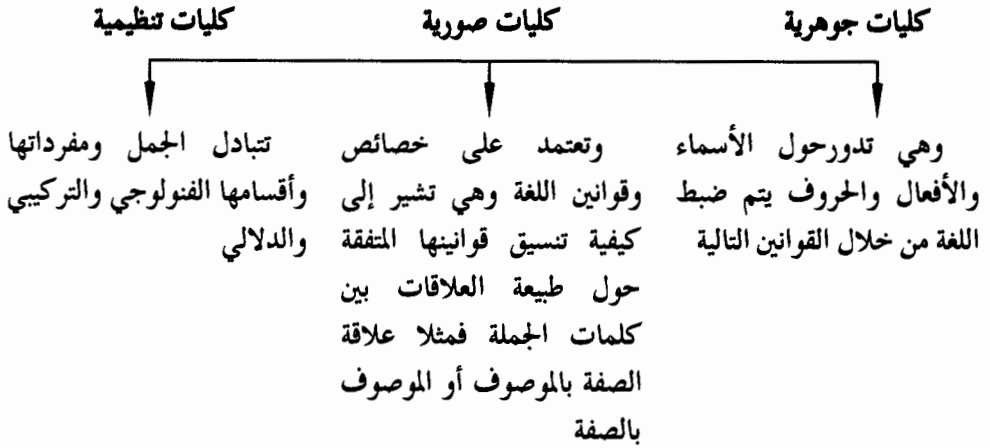 كليات جوهرية
كليات صورية
كليات تنظيمية
وهي تدورحول الأسماء
والأفعال والحروف يتم ضبط
اللغة من خلال القوانين التالية
وتعتمد على خصائص
وقوانين اللغة وهي تشير إلى
كيفية تنسيق قوانينها المتفقة
حول طبيعة العلاقات بين
كلمات الجملة فمثلا علاقة
الصفة بالموصوف أو الموصوف
بالصفة
تتبادل الجمل ومفرداتها
وأقسامها الفنولوجي والتركيبي
والدلالي